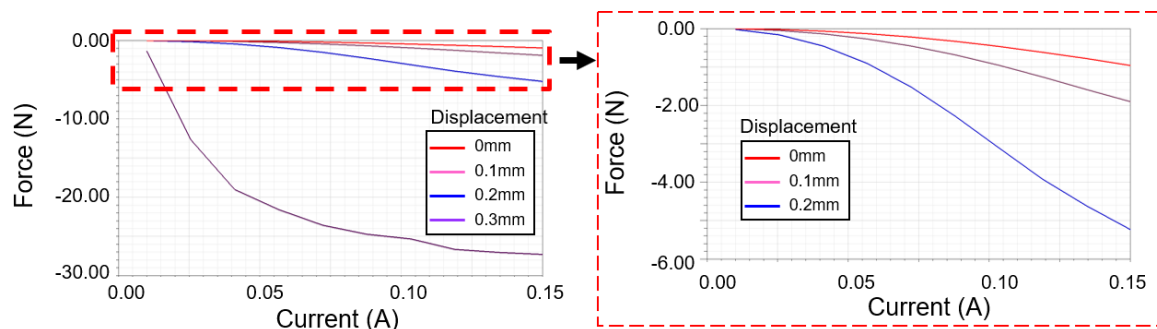 Force (N)
0.00
-10.00
-20.00
-30.00
0.00
0.05
0.10
0.15
Current (A)
Displacement
0mm
0.1mm
0.2mm
0.3mm
Force (N)
0.00
-2.00
-4.00
-6.00
0.00
0.05
0.10
0.15
Current (A)
Displacement
0mm
0.1mm
0.2mm